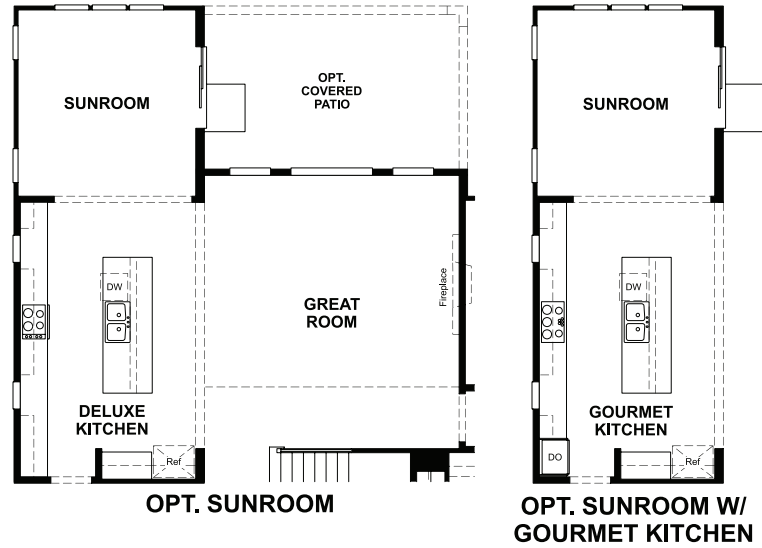 SUNROOM
OPT.
COVERED
PATIO
DW
GREAT
ROOM
Fireplace
DELUXE
KITCHEN
Ref
OPT. SUNROOM
SUNROOM
DW
GOURMET
KITCHEN
DO
Ref
OPT. SUNROOM W/
GOURMET KITCHEN